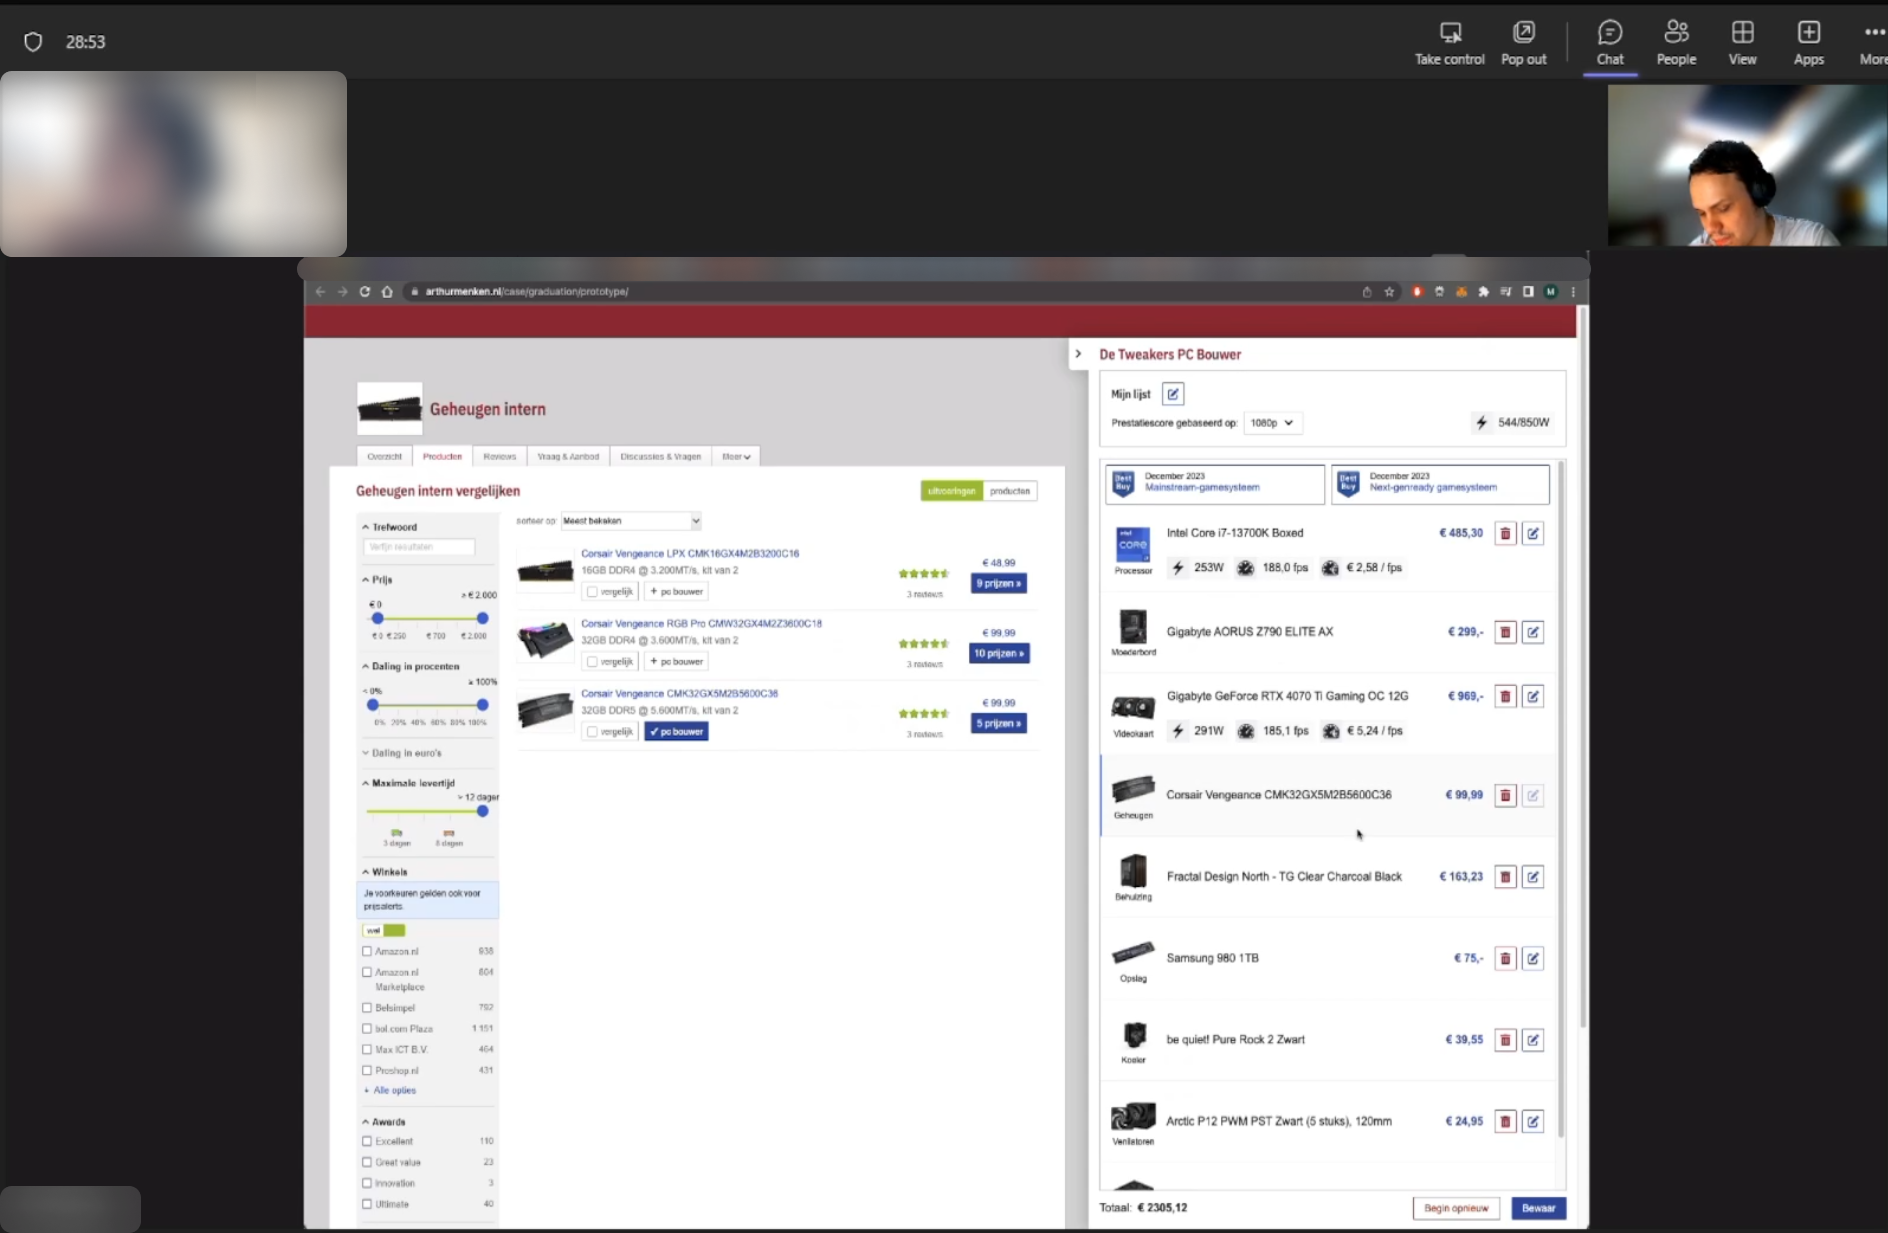 28:53
Take control
Pop out
Chat
People
View
Apps
More
arthurmenken.nl/case/graduation/prototype/
M
Geheugen intern
Overzicht
Producten
Reviews
Vraag & Aanbod
Discussies & Vragen
Meer
Geheugen intern vergelijken
uitvoeringen
producten
Trefwoord
Verfijn resultaten
Prijs
> € 2.000
€ 0
€ 0 € 250 € 700 € 2.000
Daling in procenten
≥ 100%
< 0%
0% 20% 40% 60% 80% 100%
Daling in euro's
Maximale levertijd
> 12 dagen
3 dagen
8 dagen
Winkels
Je voorkeuren gelden ook voor
prijsalerts.
wel
Amazon.nl 938
Amazon.nl 604
Marketplace
Belsimpel 792
bol.com Plaza 1 151
Max ICT B.V. 464
Proshop.nl 431
Alle opties
Awards
Excellent 110
Great value 23
Innovation 3
Ultimate 40
sorteer op: Meest bekeken
Corsair Vengeance LPX CMK16GX4M2B3200C16
16GB DDR4 @ 3.200MT/s, kit van 2
vergelijk
+ pc bouwer
3 reviews
€ 48,99
9 prijzen »
Corsair Vengeance RGB Pro CMW32GX4M2Z3600C18
32GB DDR4 @ 3.600MT/s, kit van 2
vergelijk
+ pc bouwer
3 reviews
€ 99,99
10 prijzen »
Corsair Vengeance CMK32GX5M2B5600C36
32GB DDR5 @ 5.600MT/s, kit van 2
vergelijk
✓ pc bouwer
3 reviews
€ 99,99
5 prijzen »
De Tweakers PC Bouwer
Mijn lijst
Prestatiescore gebaseerd op: 1080p
544/850W
Best Buy
December 2023
Mainstream-gamesysteem
Best Buy
December 2023
Next-genready gamesysteem
intel CORE i7
Processor
Intel Core i7-13700K Boxed
€ 485,30
253W
188,0 fps
€ 2,58 / fps
Moederbord
Gigabyte AORUS Z790 ELITE AX
€ 299,-
Videokaart
Gigabyte GeForce RTX 4070 Ti Gaming OC 12G
€ 969,-
291W
185,1 fps
€ 5,24 / fps
Geheugen
Corsair Vengeance CMK32GX5M2B5600C36
€ 99,99
Behuizing
Fractal Design North - TG Clear Charcoal Black
€ 163,23
Opslag
Samsung 980 1TB
€ 75,-
Koeler
be quiet! Pure Rock 2 Zwart
€ 39,55
Ventilatoren
Arctic P12 PWM PST Zwart (5 stuks), 120mm
€ 24,95
Totaal: € 2305,12
Begin opnieuw
Bewaar